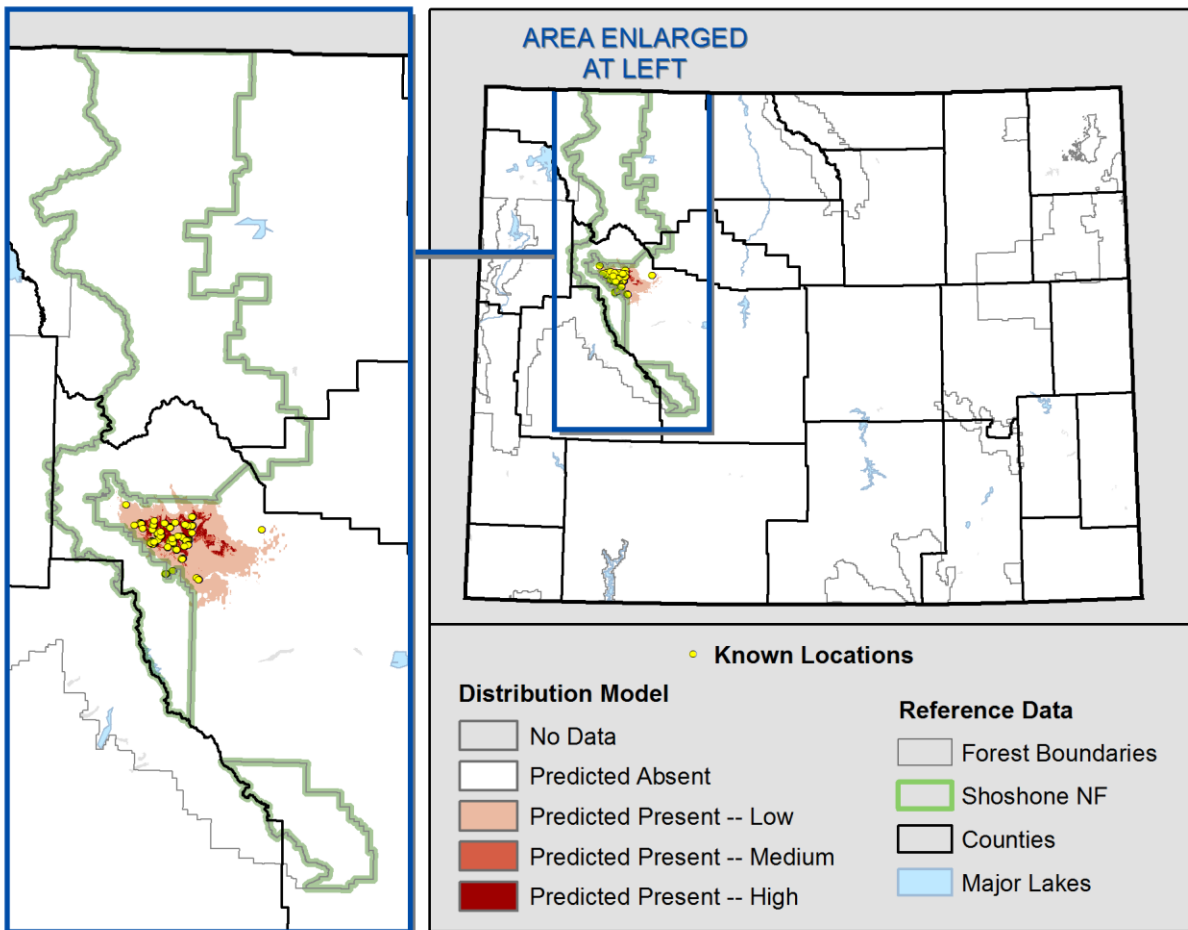 AREA ENLARGED
AT LEFT
Known Locations
Distribution Model
No Data
Predicted Absent
Predicted Present -- Low
Predicted Present -- Medium
Predicted Present -- High
Reference Data
Forest Boundaries
Shoshone NF
Counties
Major Lakes